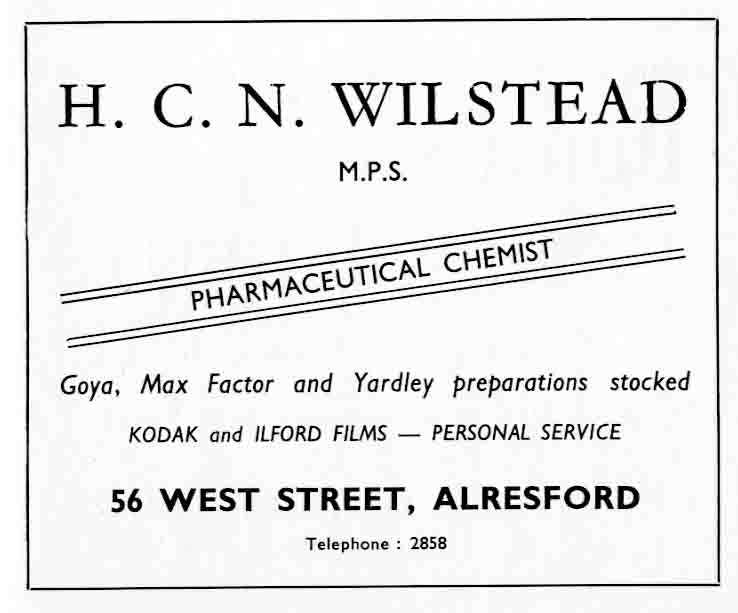 H. C. N. WILSTEAD
M.P.S.
PHARMACEUTICAL CHEMIST
Goya, Max Factor and Yardley preparations stocked
KODAK and ILFORD FILMS — PERSONAL SERVICE
56 WEST STREET, ALRESFORD
Telephone : 2858